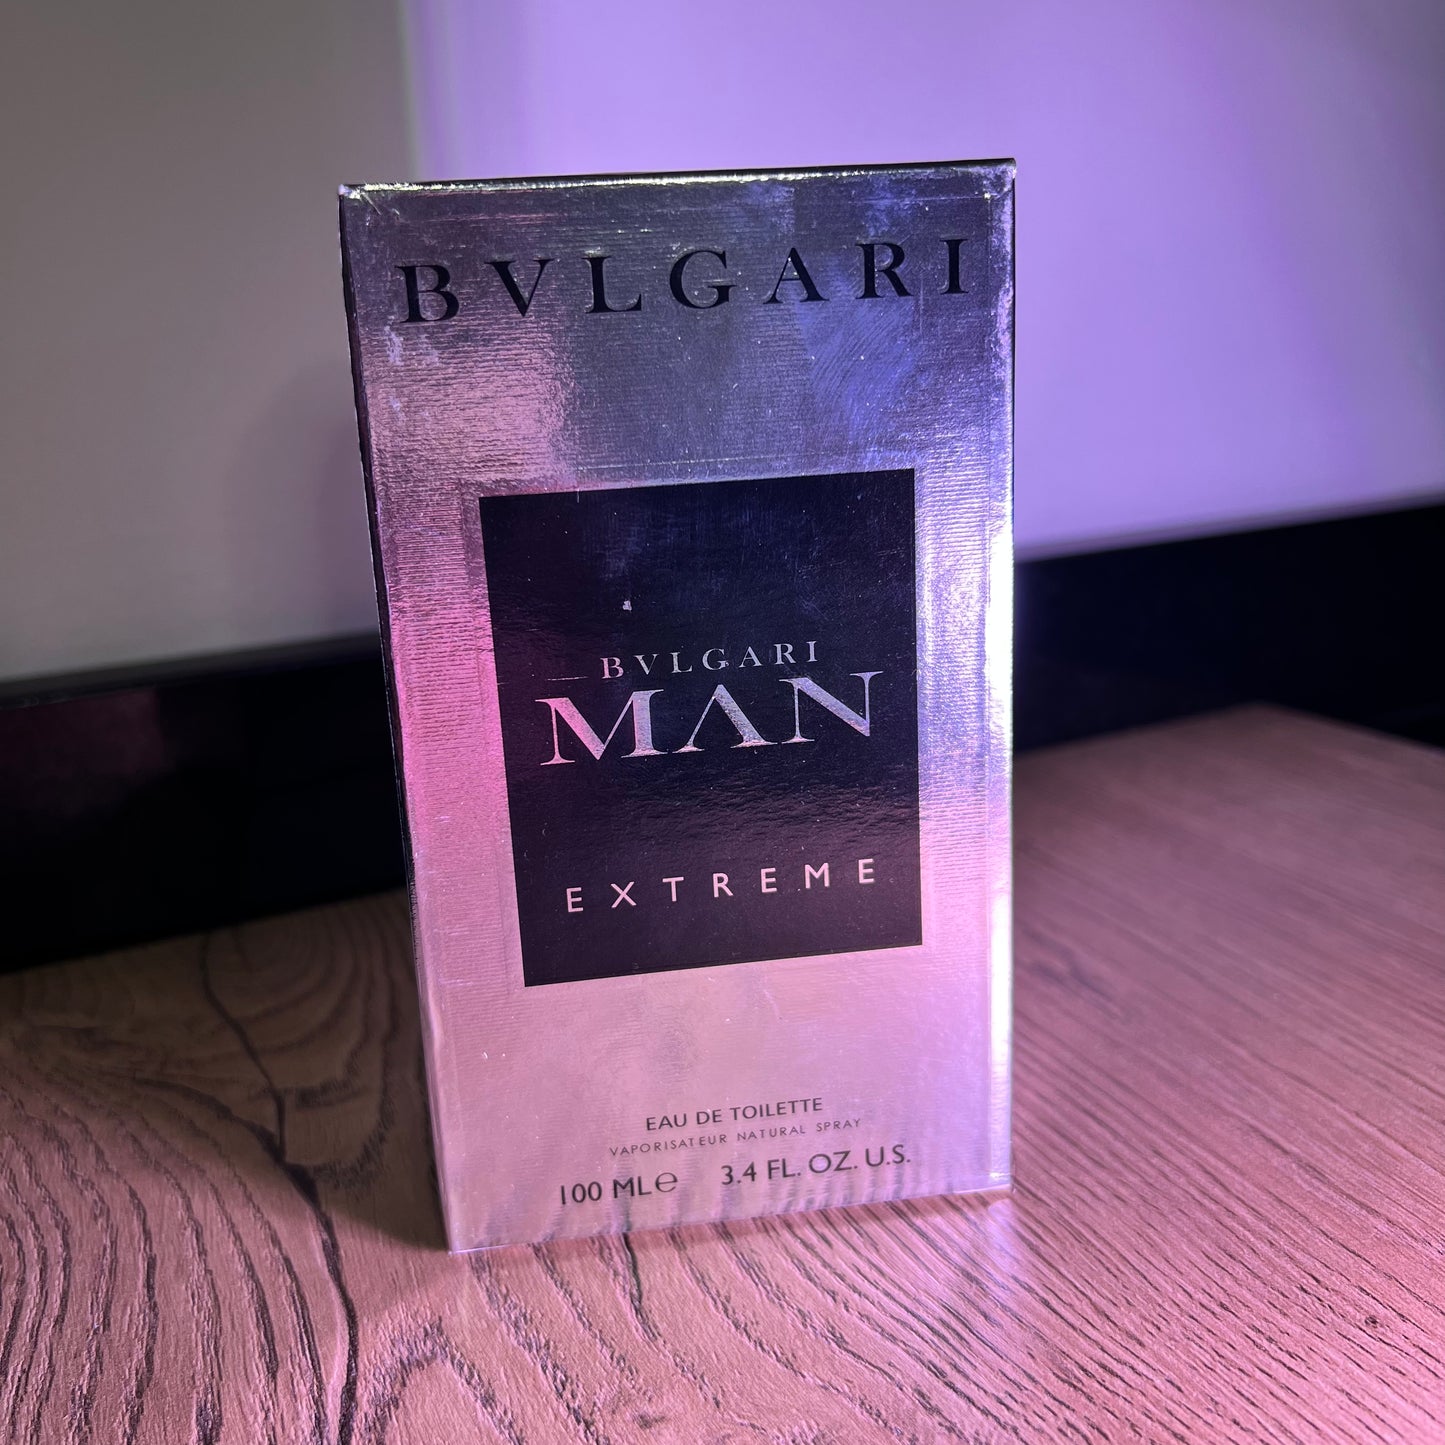 BVLGARI
BVLGARI
MAN
EXTREME
EAU DE TOILETTE
VAPORISATEUR NATURAL SPRAY
100 ML℮ 3.4 FL. OZ. U.S.